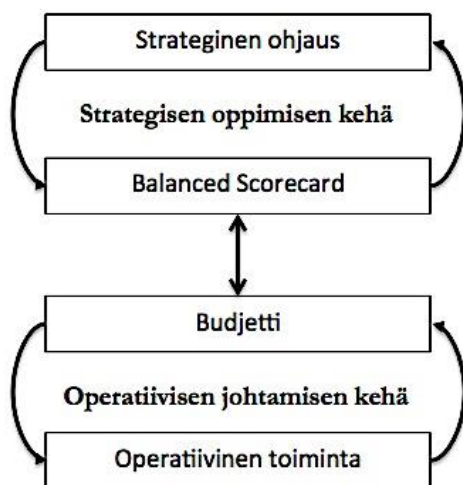 Strateginen ohjaus
Strategisen oppimisen kehä
Balanced Scorecard
Budjetti
Operatiivisen johtamisen kehä
Operatiivinen toiminta